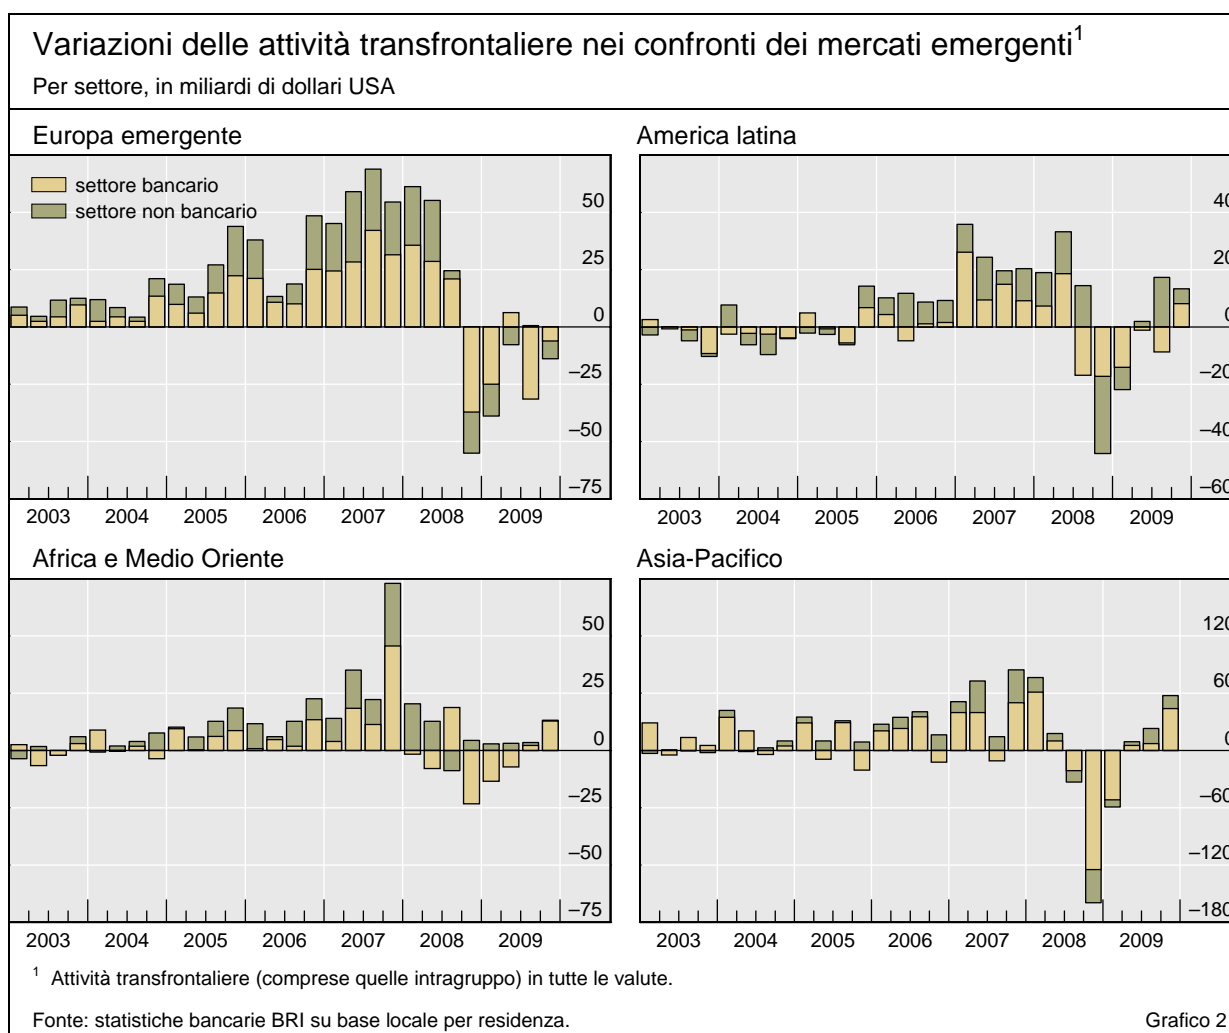 Variazioni delle attività transfrontaliere nei confronti dei mercati emergenti¹
Per settore, in miliardi di dollari USA
Europa emergente
settore bancario
settore non bancario
50
25
0
–25
–50
–75
2003 2004 2005 2006 2007 2008 2009
America latina
40
20
0
–20
–40
–60
2003 2004 2005 2006 2007 2008 2009
Africa e Medio Oriente
50
25
0
–25
–50
–75
2003 2004 2005 2006 2007 2008 2009
Asia-Pacifico
120
60
0
–60
–120
–180
2003 2004 2005 2006 2007 2008 2009
¹ Attività transfrontaliere (comprese quelle intragruppo) in tutte le valute.
Fonte: statistiche bancarie BRI su base locale per residenza. Grafico 2